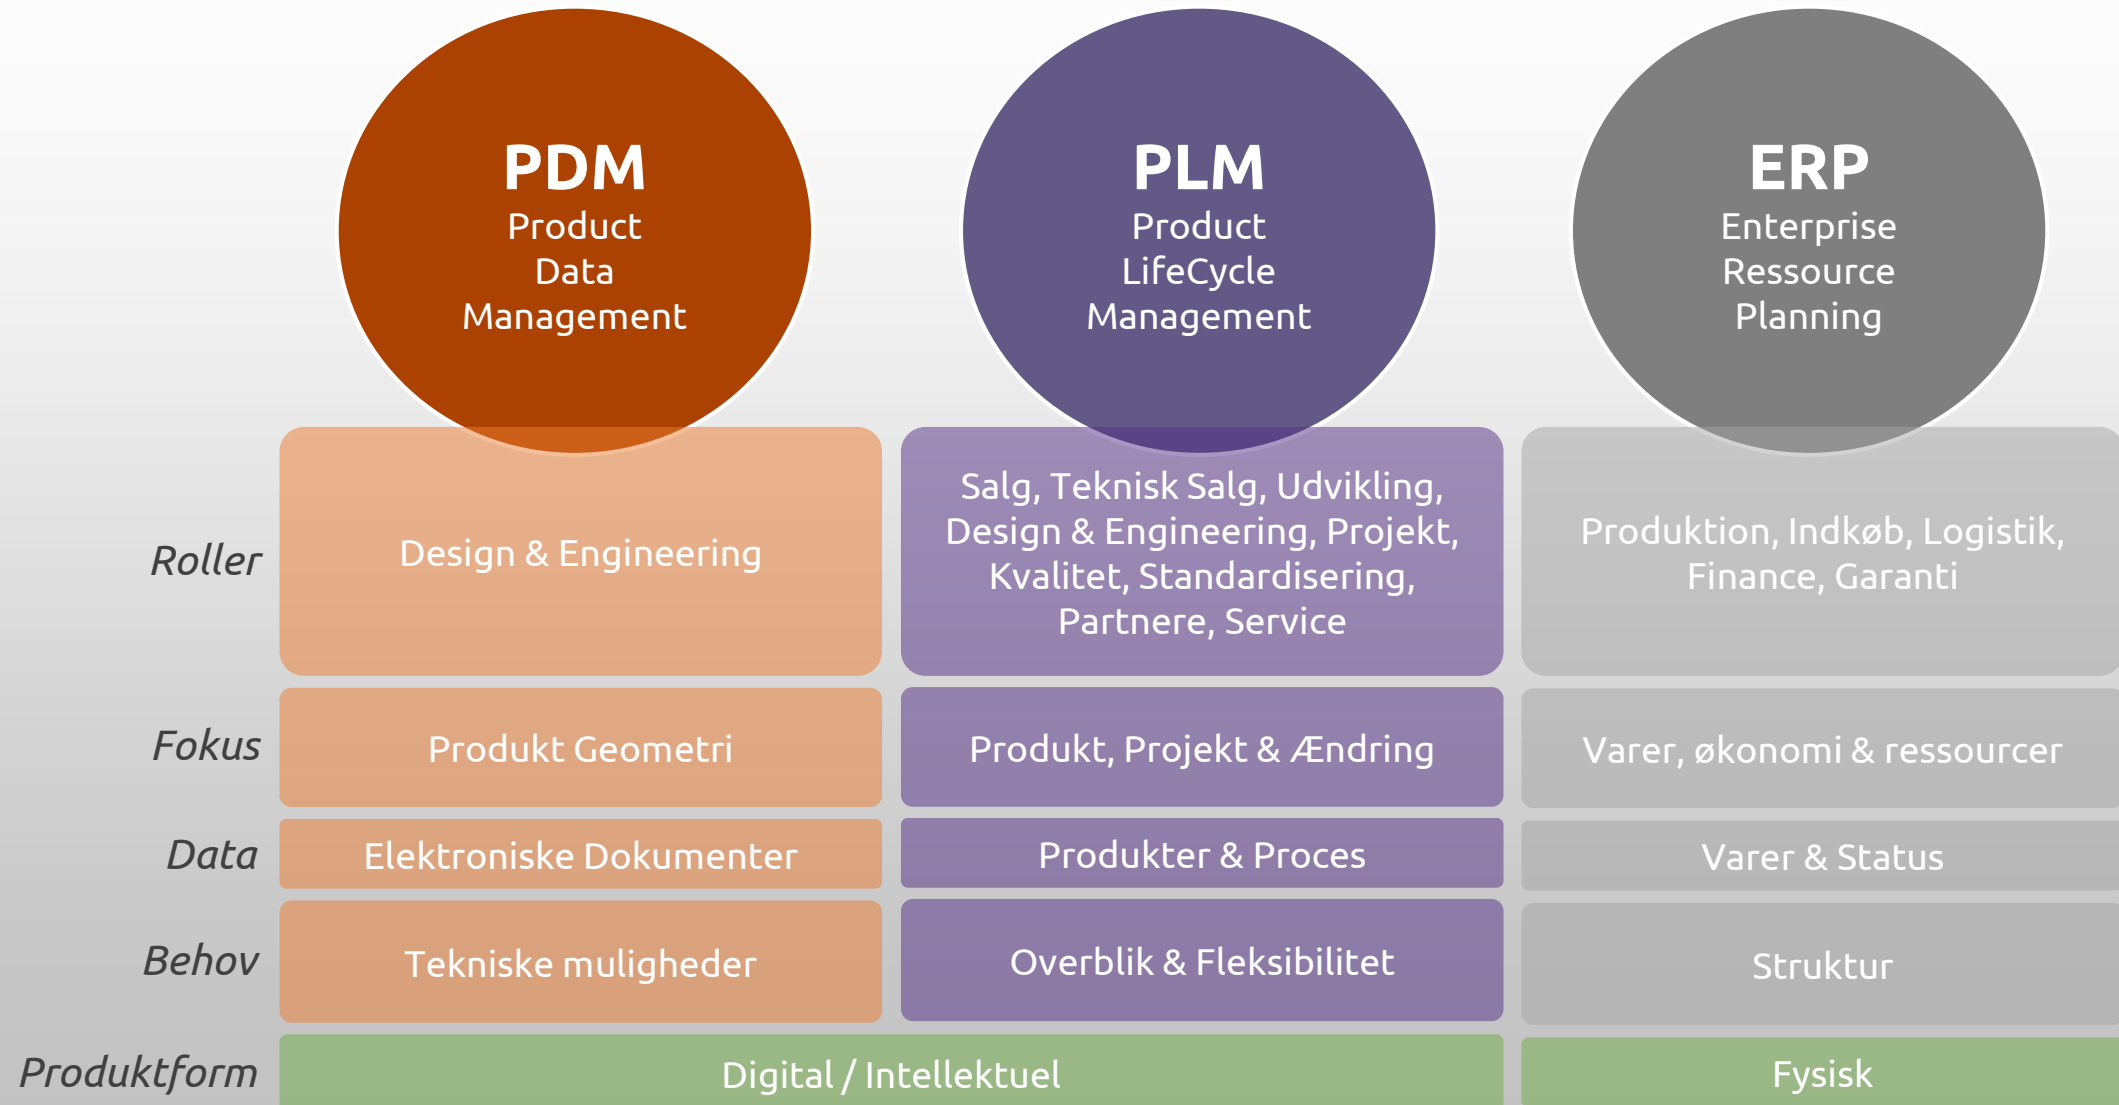 PDM
Product
Data
Management
PLM
Product
LifeCycle
Management
ERP
Enterprise
Ressource
Planning
Roller
Design & Engineering
Salg, Teknisk Salg, Udvikling,
Design & Engineering, Projekt,
Kvalitet, Standardisering,
Partnere, Service
Produktion, Indkøb, Logistik,
Finance, Garanti
Fokus
Produkt Geometri
Produkt, Projekt & Ændring
Varer, økonomi & ressourcer
Data
Elektroniske Dokumenter
Produkter & Proces
Varer & Status
Behov
Tekniske muligheder
Overblik & Fleksibilitet
Struktur
Produktform
Digital / Intellektuel
Fysisk